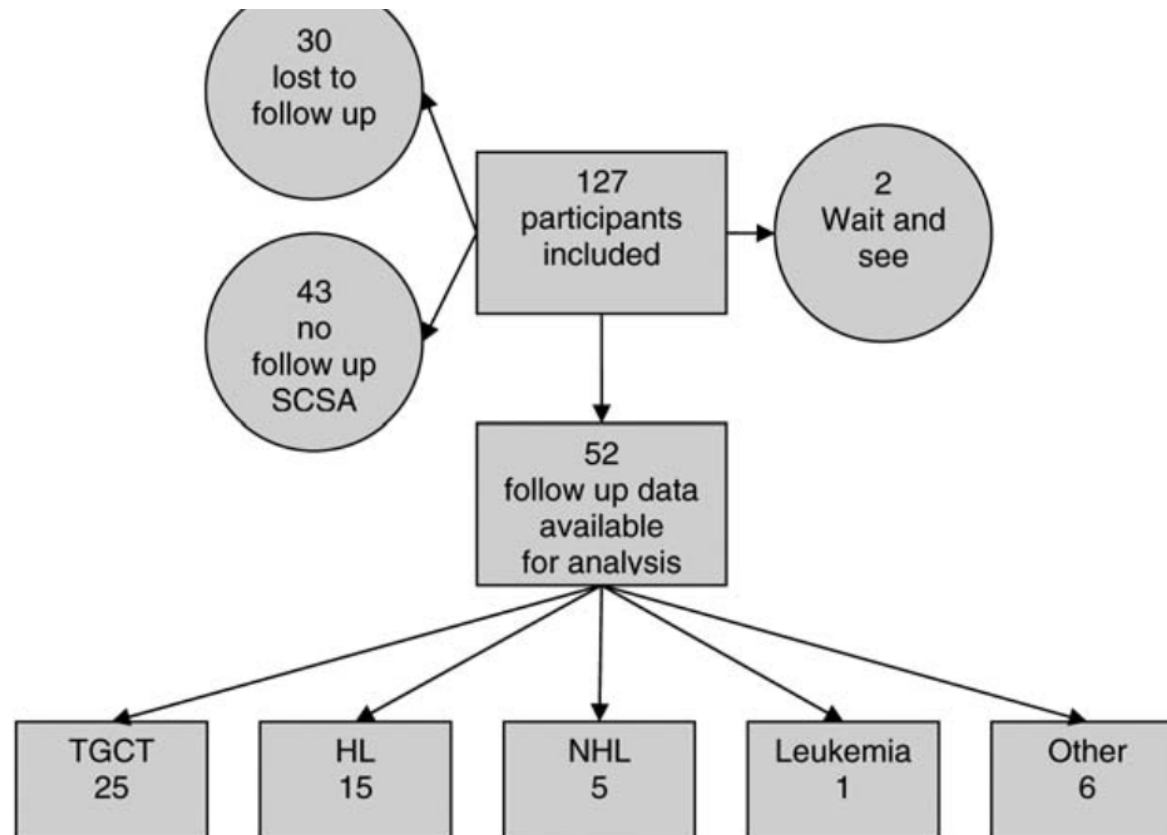 30
lost to
follow up
127
participants
included
2
Wait and
see
43
no
follow up
SCSA
52
follow up data
available
for analysis
TGCT
25
HL
15
NHL
5
Leukemia
1
Other
6